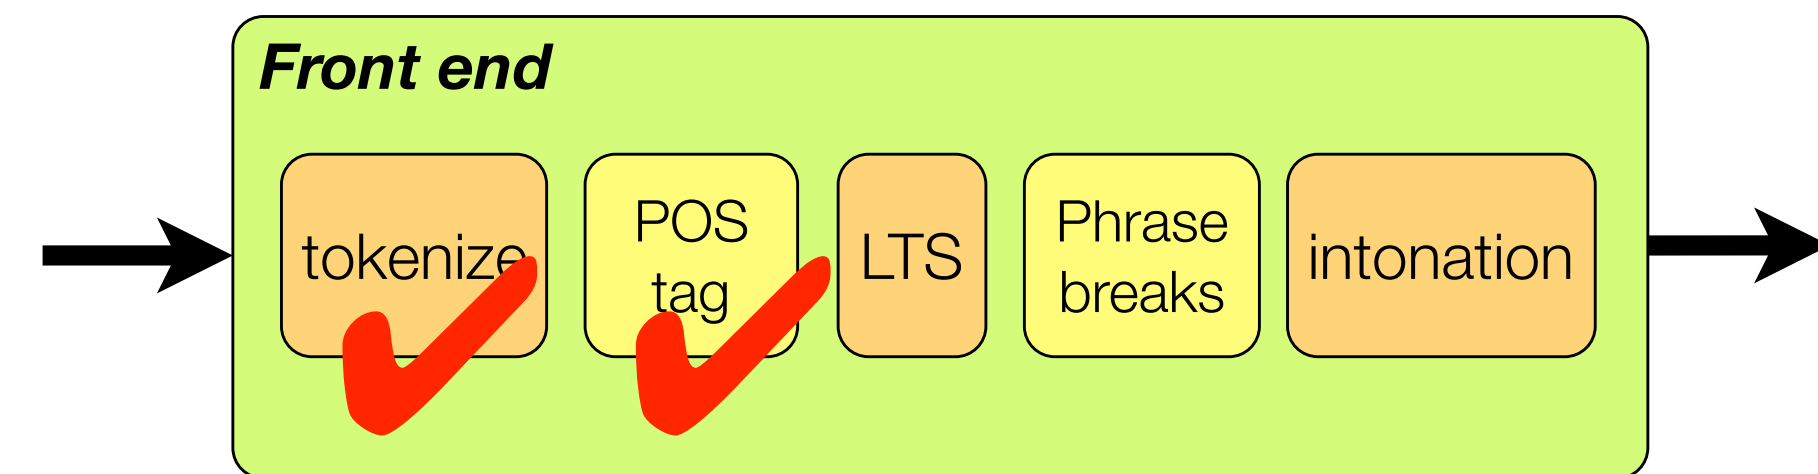 Front end
tokenize
POS
tag
LTS
Phrase
breaks
intonation